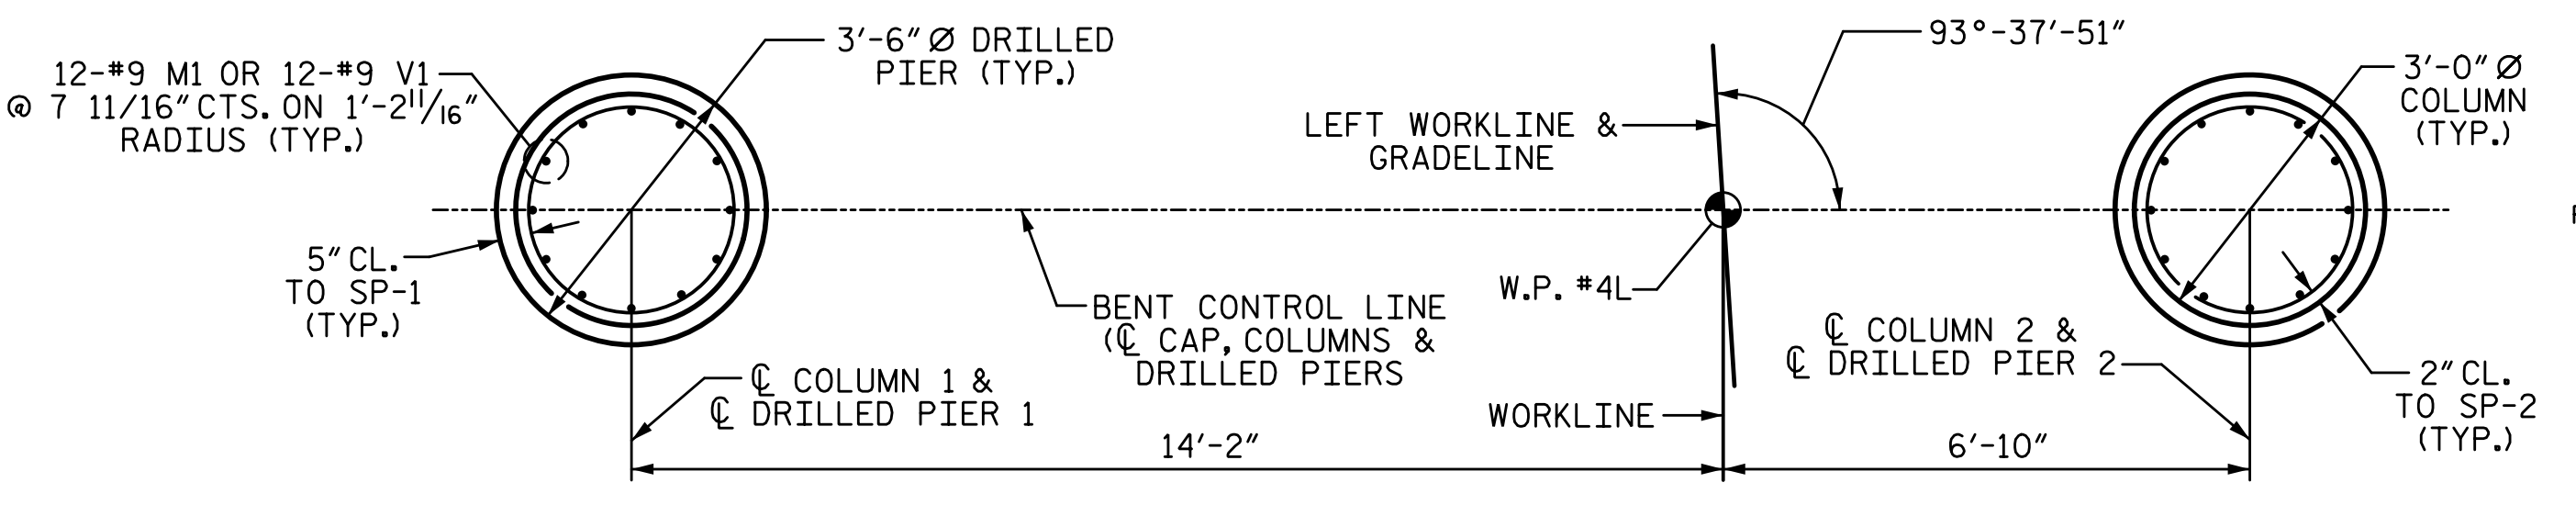 12-#9 M1 OR 12-#9 V1
@ 7 11/16" CTS. ON 1'-2 11/16"
RADIUS (TYP.)
3'-6" Ø DRILLED
PIER (TYP.)
5" CL.
TO SP-1
(TYP.)
℄ COLUMN 1 &
℄ DRILLED PIER 1
BENT CONTROL LINE
(℄ CAP, COLUMNS &
DRILLED PIERS
14'-2"
LEFT WORKLINE &
GRADELINE
93°-37'-51"
W.P. #4L
WORKLINE
6'-10"
℄ COLUMN 2 &
℄ DRILLED PIER 2
3'-0" Ø
COLUMN
(TYP.)
2" CL.
TO SP-2
(TYP.)